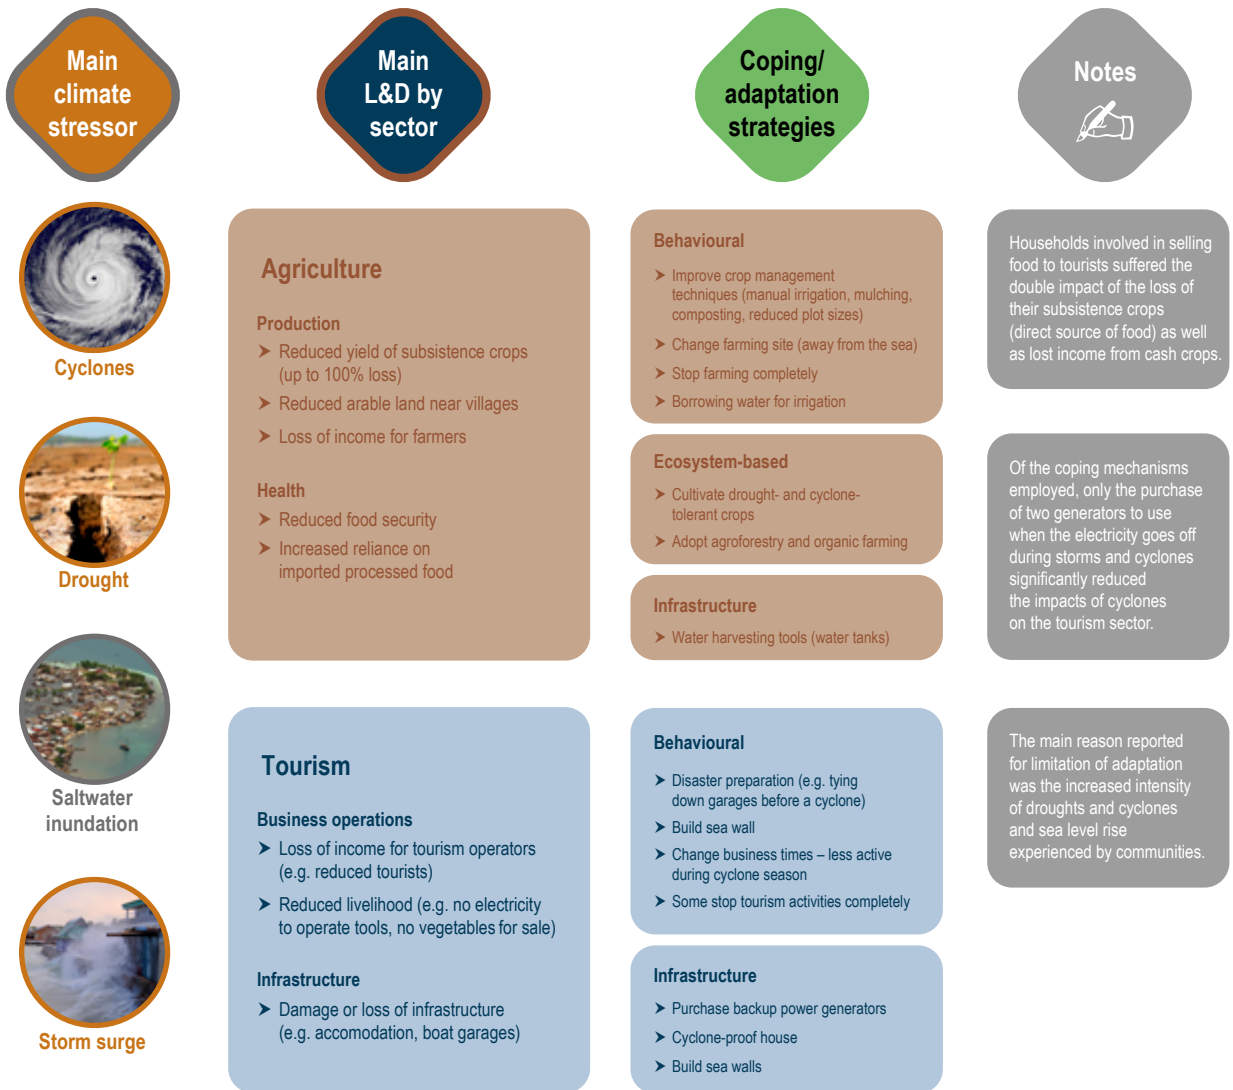 Main
climate
stressor
Main
L&D by
sector
Coping/
adaptation
strategies
Notes
Cyclones
Drought
Saltwater
inundation
Storm surge
Agriculture
Production
➤ Reduced yield of subsistence crops
(up to 100% loss)
➤ Reduced arable land near villages
➤ Loss of income for farmers
Health
➤ Reduced food security
➤ Increased reliance on
imported processed food
Behavioural
➤ Improve crop management
techniques (manual irrigation, mulching,
composting, reduced plot sizes)
➤ Change farming site (away from the sea)
➤ Stop farming completely
➤ Borrowing water for irrigation
Ecosystem-based
➤ Cultivate drought- and cyclone-
tolerant crops
➤ Adopt agroforestry and organic farming
Infrastructure
➤ Water harvesting tools (water tanks)
Households involved in selling
food to tourists suffered the
double impact of the loss of
their subsistence crops
(direct source of food) as well
as lost income from cash crops.
Of the coping mechanisms
employed, only the purchase
of two generators to use
when the electricity goes off
during storms and cyclones
significantly reduced
the impacts of cyclones
on the tourism sector.
Tourism
Business operations
➤ Loss of income for tourism operators
(e.g. reduced tourists)
➤ Reduced livelihood (e.g. no electricity
to operate tools, no vegetables for sale)
Infrastructure
➤ Damage or loss of infrastructure
(e.g. accomodation, boat garages)
Behavioural
➤ Disaster preparation (e.g. tying
down garages before a cyclone)
➤ Build sea wall
➤ Change business times – less active
during cyclone season
➤ Some stop tourism activities completely
Infrastructure
➤ Purchase backup power generators
➤ Cyclone-proof house
➤ Build sea walls
The main reason reported
for limitation of adaptation
was the increased intensity
of droughts and cyclones
and sea level rise
experienced by communities.